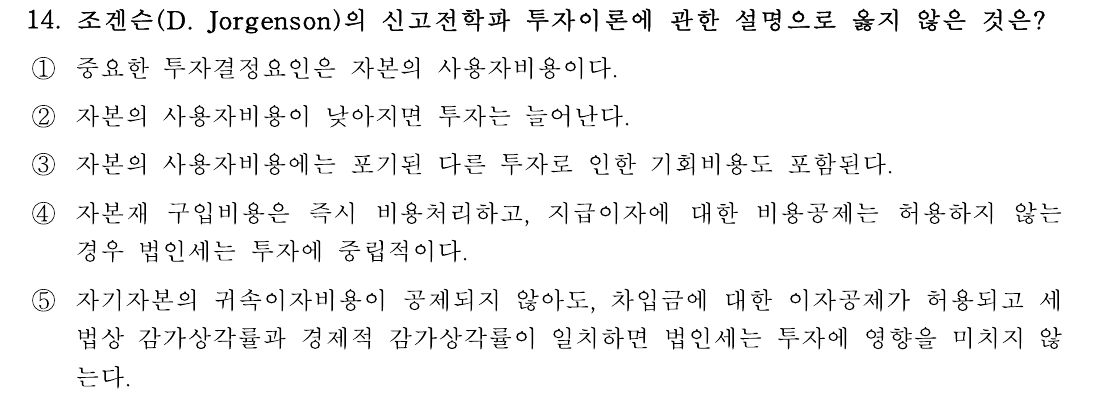 14. 조겐슨(D. Jorgenson)의 신고전학파 투자이론에 관한 설명으로 옳지 않은 것은?
① 중요한 투자결정요인은 자본의 사용자비용이다.
② 자본의 사용자비용이 낮아지면 투자는 늘어난다.
③ 자본의 사용자비용에는 포기된 다른 투자로 인한 기회비용도 포함된다.
④ 자본재 구입비용은 즉시 비용처리하고, 지급이자에 대한 비용공제는 허용하지 않는
경우 법인세는 투자에 중립적이다.
⑤ 자기자본의 귀속이자비용이 공제되지 않아도, 차입금에 대한 이자공제가 허용되고 세
법상 감가상각률과 경제적 감가상각률이 일치하면 법인세는 투자에 영향을 미치지 않
는다.